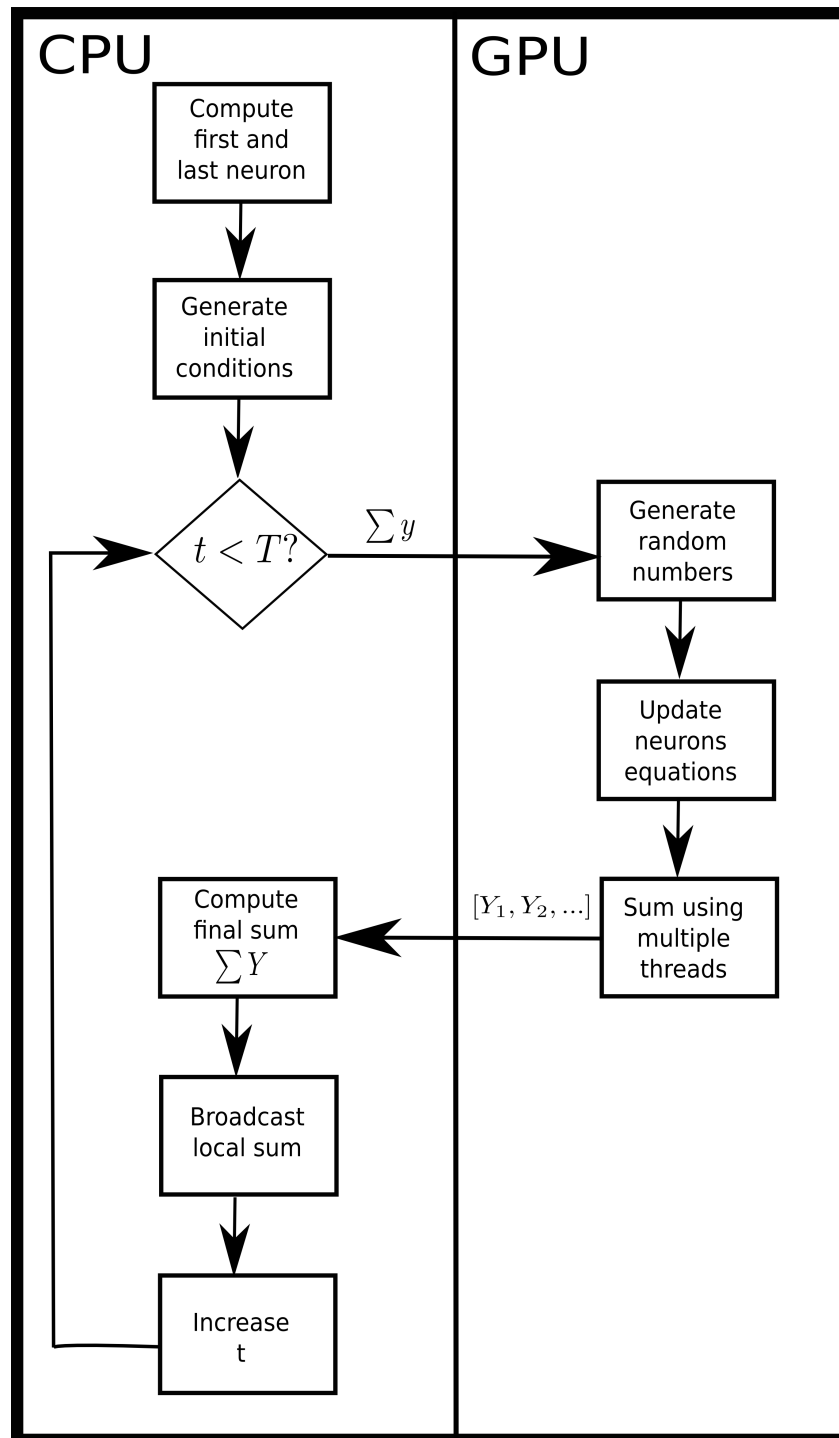 CPU
GPU
Compute
first and
last neuron
Generate
initial
conditions
t < T?
∑ y
Generate
random
numbers
Update
neurons
equations
Sum using
multiple
threads
[Y₁, Y₂, ...]
Compute
final sum
∑ Y
Broadcast
local sum
Increase
t